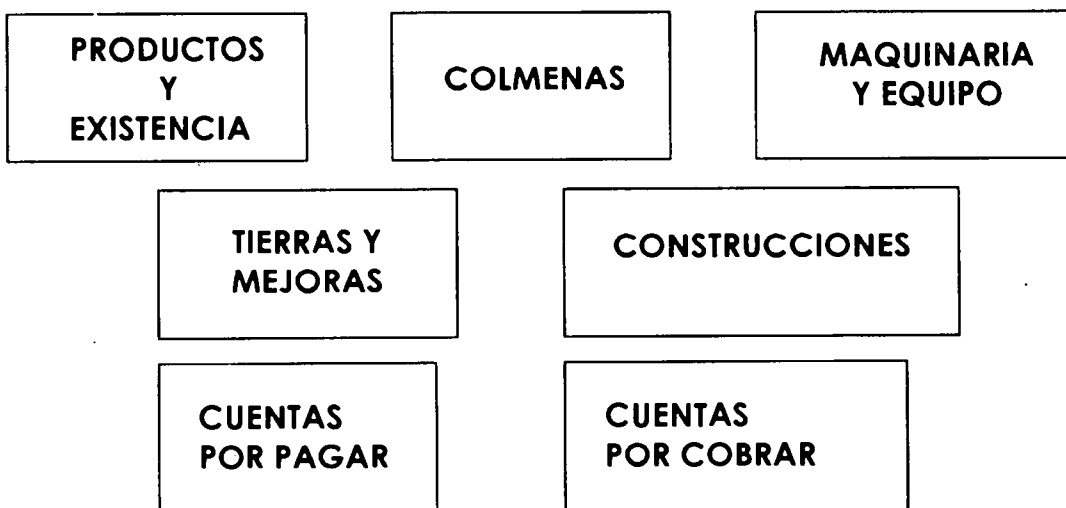 PRODUCTOS
Y
EXISTENCIA
COLMENAS
MAQUINARIA
Y EQUIPO
TIERRAS Y
MEJORAS
CONSTRUCCIONES
CUENTAS
POR PAGAR
CUENTAS
POR COBRAR